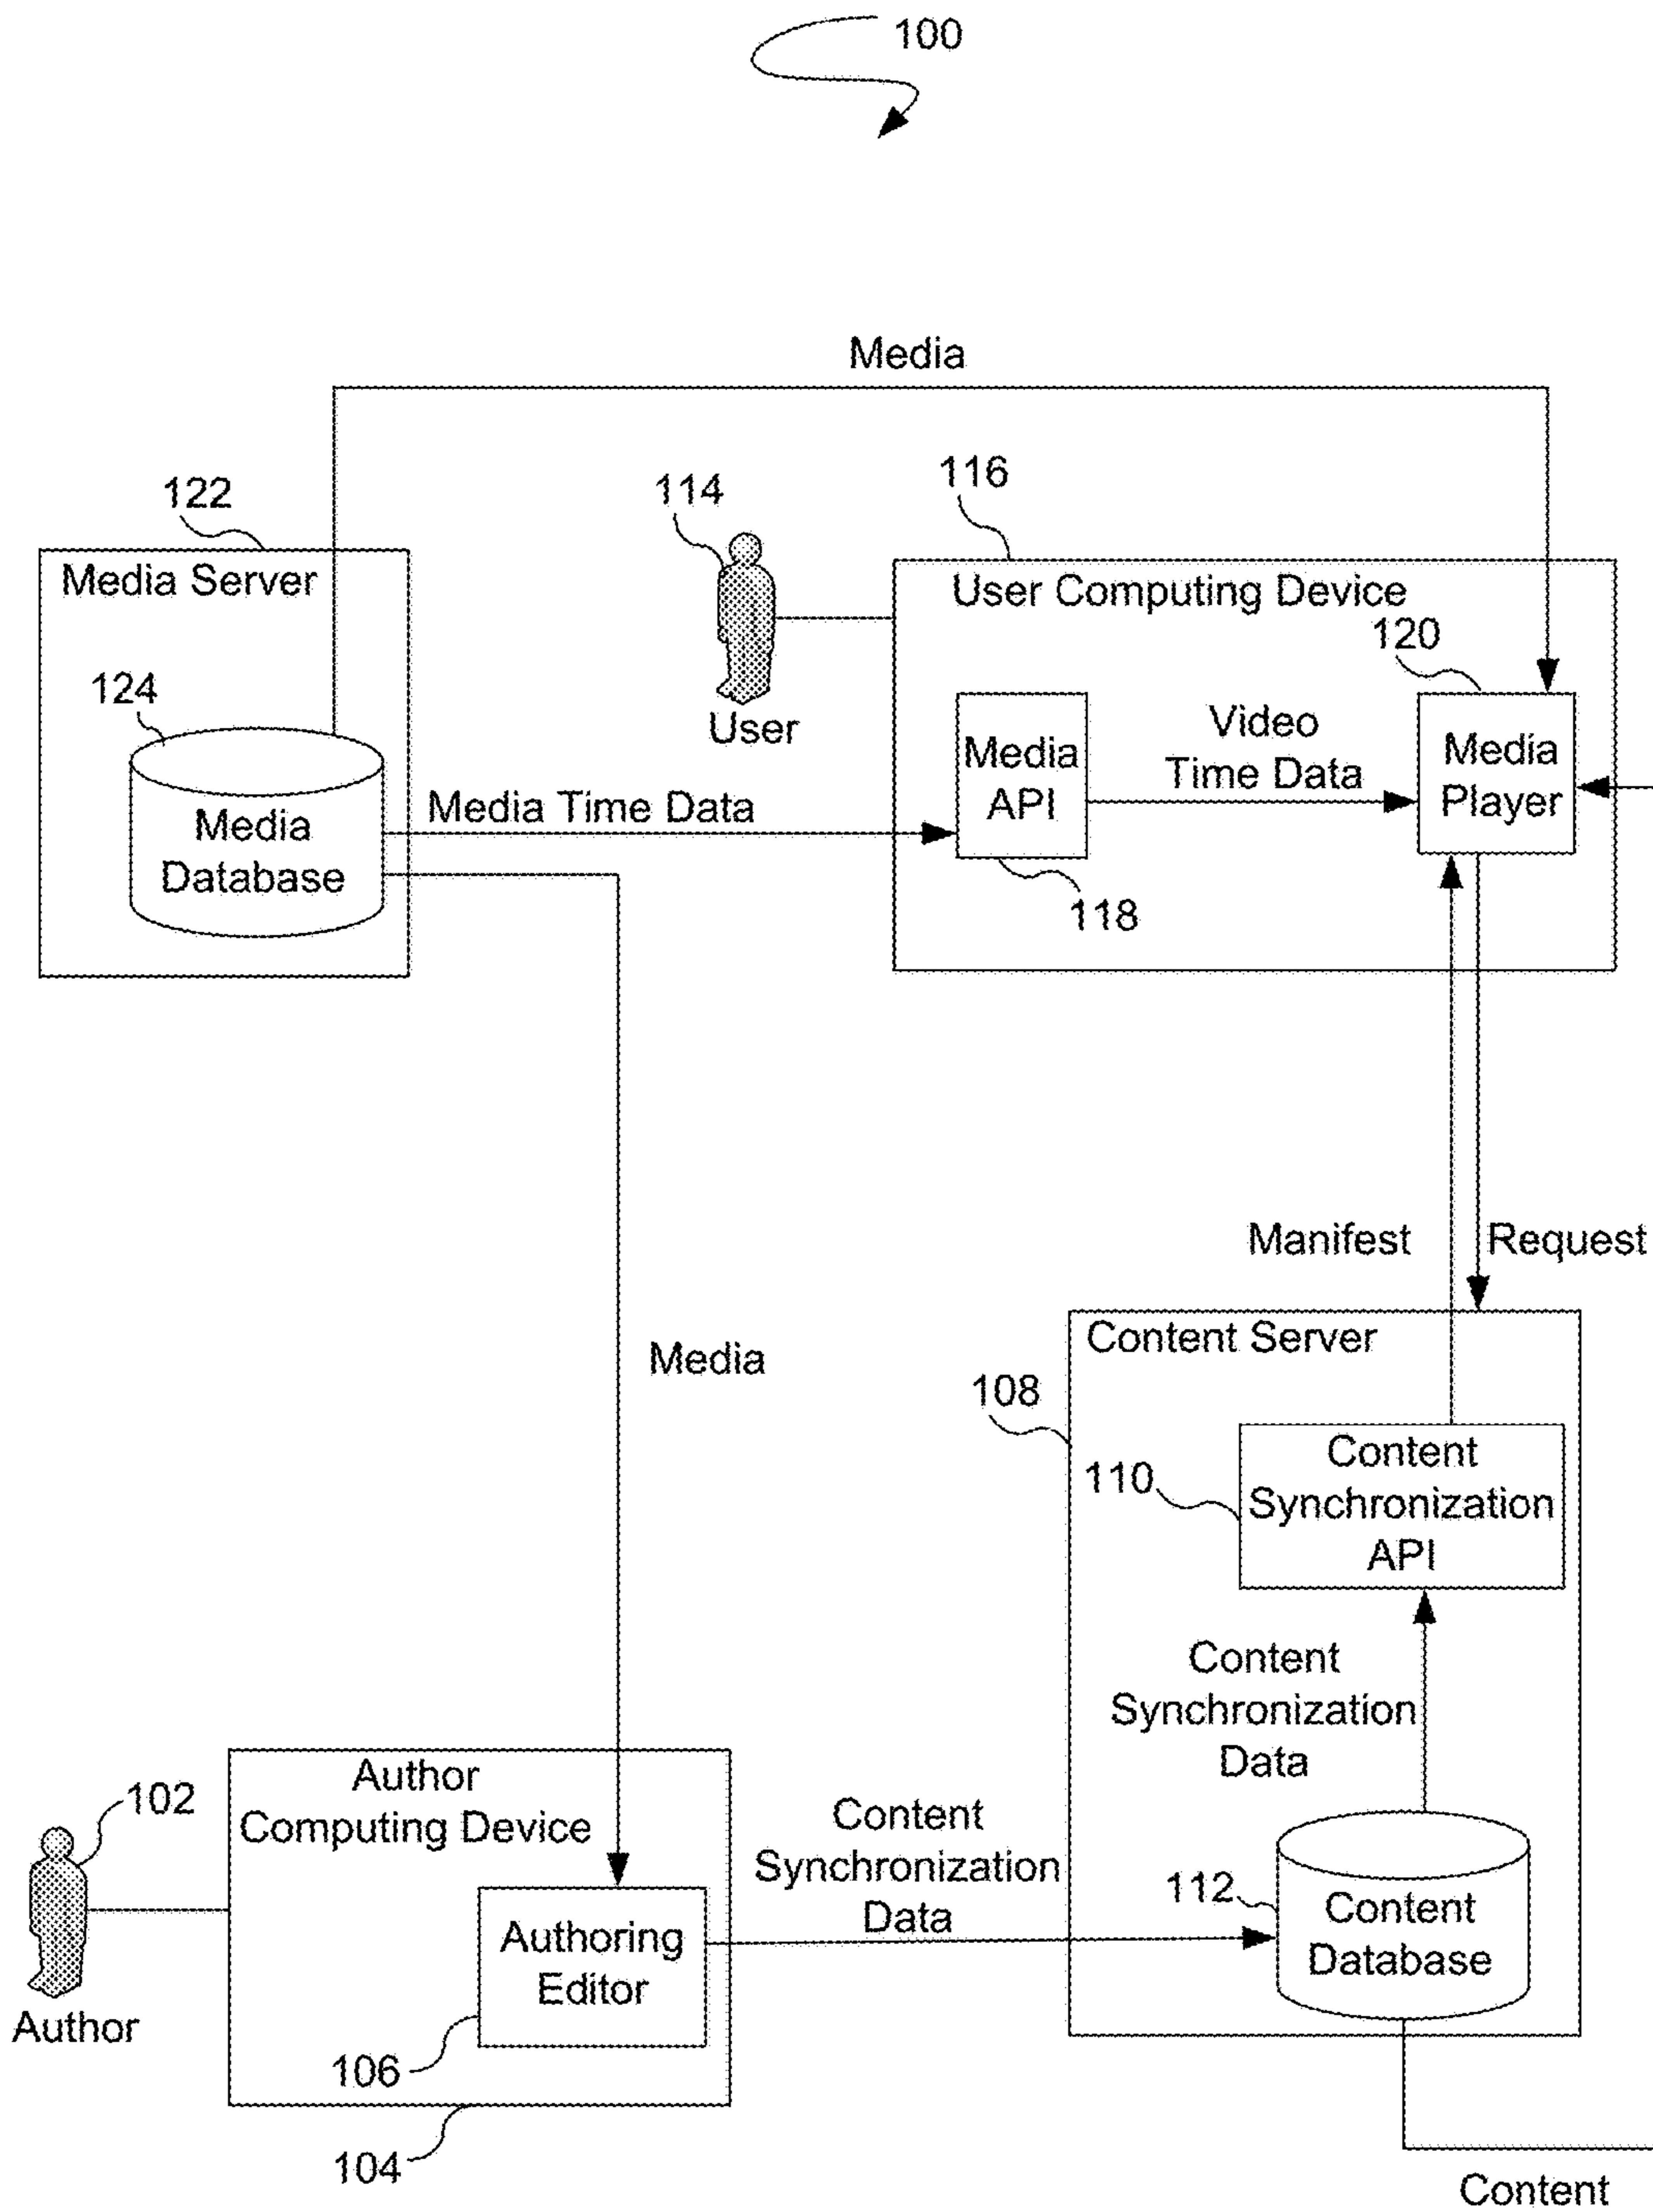 100
Media
122
114
116
Media Server
User Computing Device
120
124
User
Media
API
Video
Time Data
Media
Player
Media Time Data
Media
Database
118
Manifest
Request
Media
Content Server
108
110
Content
Synchronization
API
Content
Synchronization
Data
102
Author
Computing Device
Content
Synchronization
Data
112
Content
Database
Authoring
Editor
Author
106
104
Content